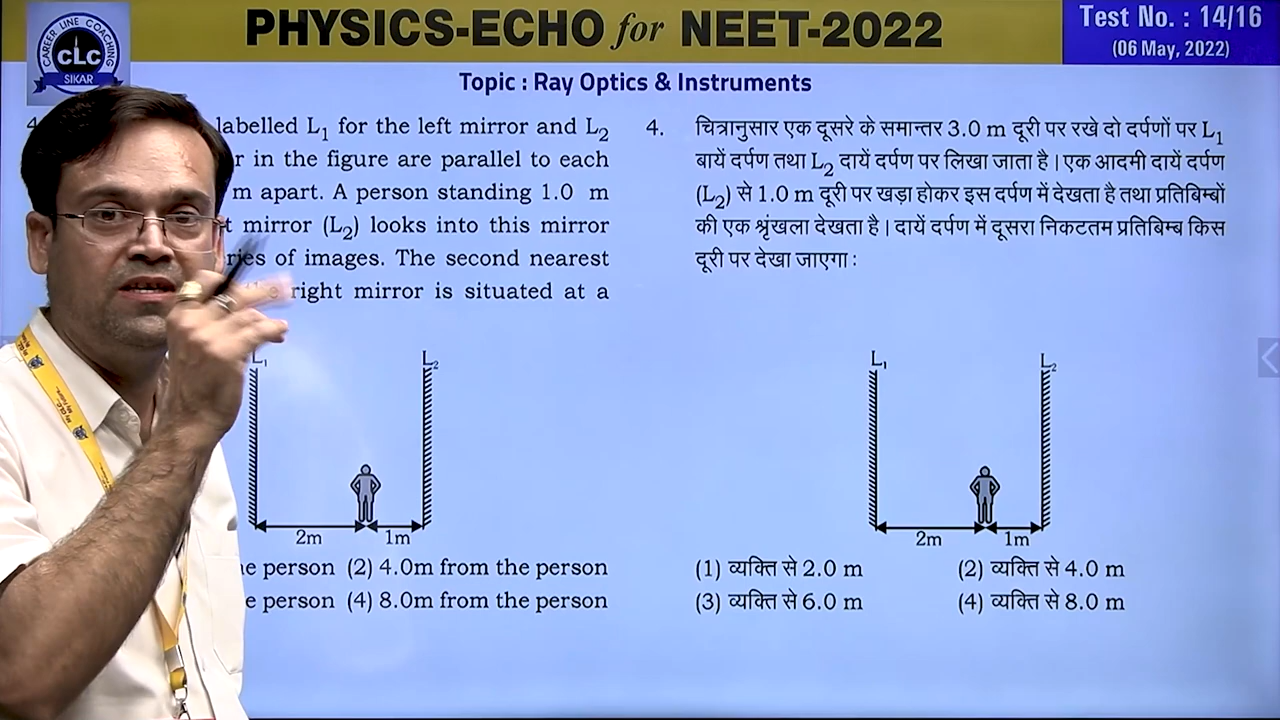 PHYSICS-ECHO for NEET-2022
Test No. : 14/16
(06 May, 2022)
CAREER LINE COACHING
CLC
SIKAR
Topic : Ray Optics & Instruments
4
labelled L₁ for the left mirror and L₂
r in the figure are parallel to each
m apart. A person standing 1.0 m
t mirror (L₂) looks into this mirror
ries of images. The second nearest
right mirror is situated at a
L₁
L₂
2m
1m
e person (2) 4.0m from the person
e person (4) 8.0m from the person
4. चित्रानुसार एक दूसरे के समान्तर 3.0 m दूरी पर रखे दो दर्पणों पर L₁
बायें दर्पण तथा L₂ दायें दर्पण पर लिखा जाता है। एक आदमी दायें दर्पण
(L₂) से 1.0 m दूरी पर खड़ा होकर इस दर्पण में देखता है तथा प्रतिबिम्बों
की एक श्रृंखला देखता है। दायें दर्पण में दूसरा निकटतम प्रतिबिम्ब किस
दूरी पर देखा जाएगा :
L₁
L₂
2m
1m
(1) व्यक्ति से 2.0 m (2) व्यक्ति से 4.0 m
(3) व्यक्ति से 6.0 m (4) व्यक्ति से 8.0 m